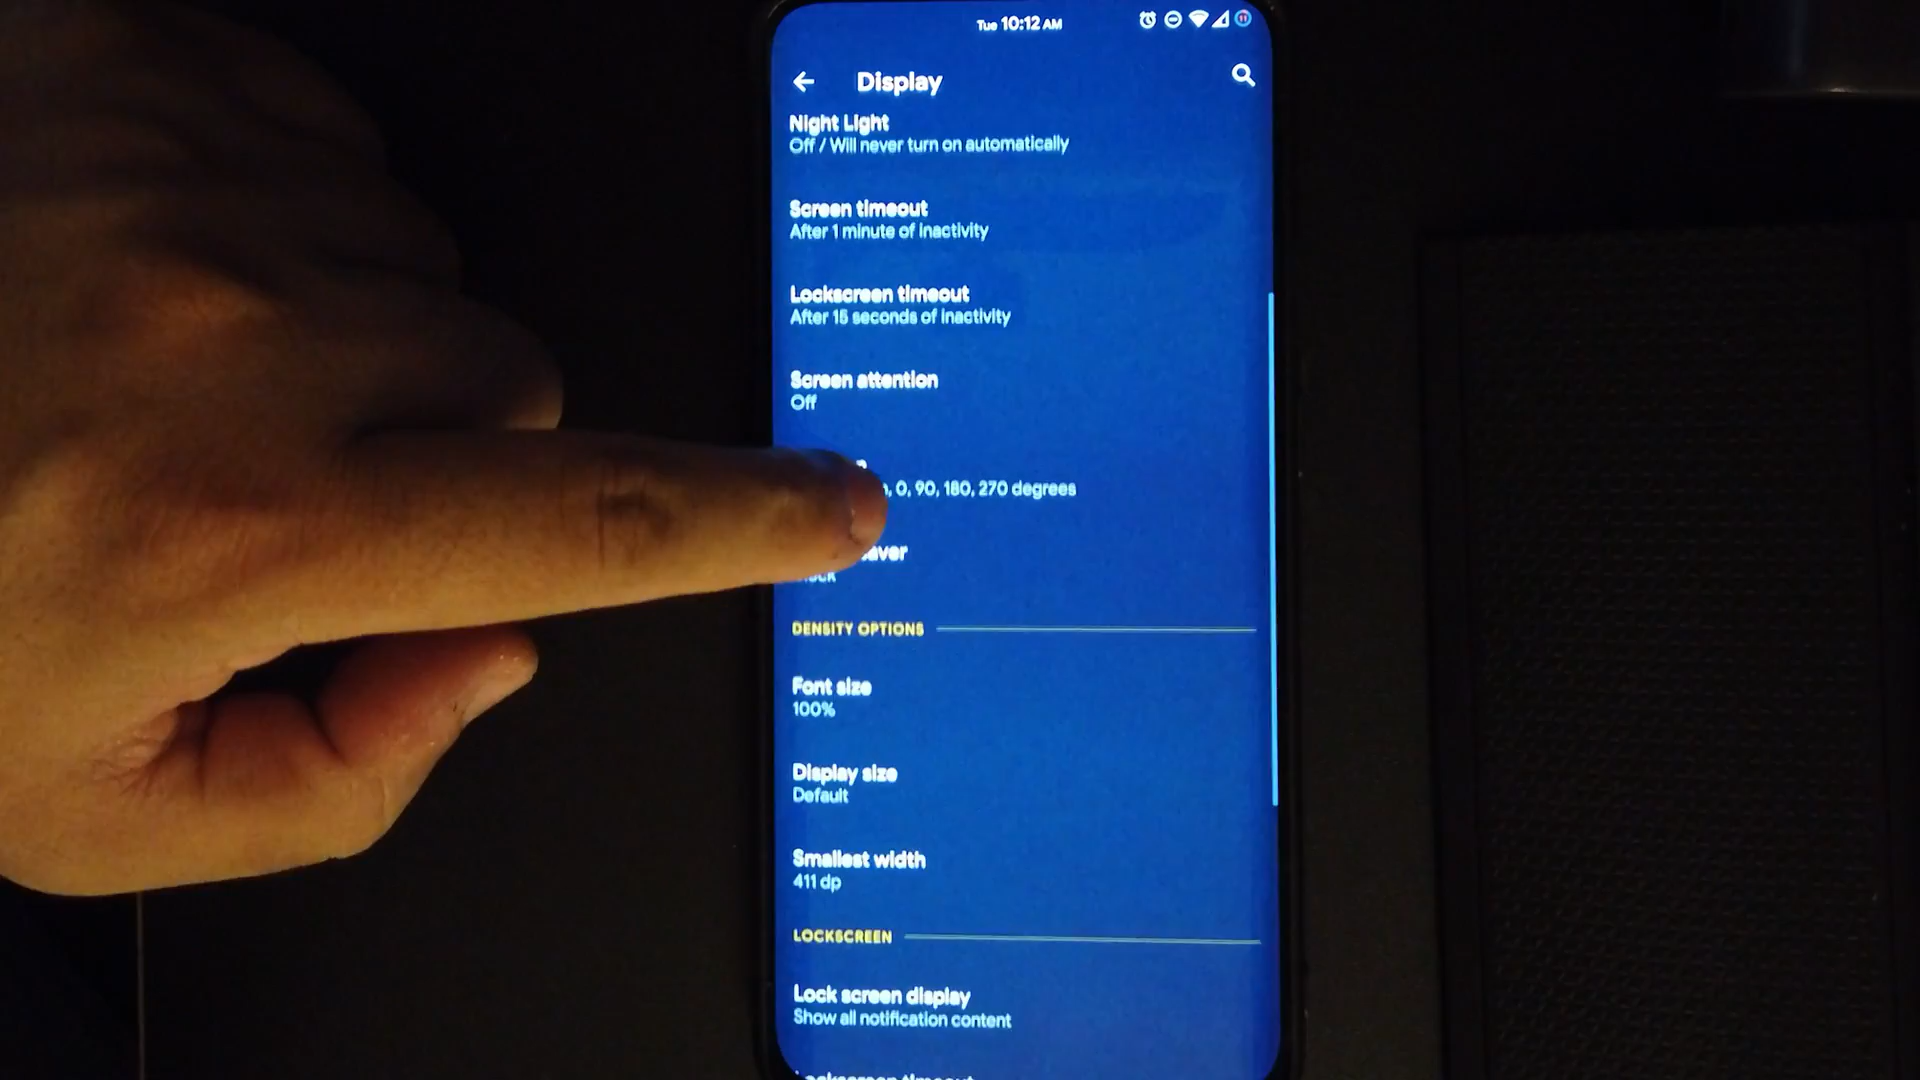 Tue 10:12 AM
Display
Night Light
Off / Will never turn on automatically
Screen timeout
After 1 minute of inactivity
Lockscreen timeout
After 15 seconds of inactivity
Screen attention
Off
0, 90, 180, 270 degrees
DENSITY OPTIONS
Font size
100%
Display size
Default
Smallest width
411 dp
LOCKSCREEN
Lock screen display
Show all notification content
Lockscreen timeout